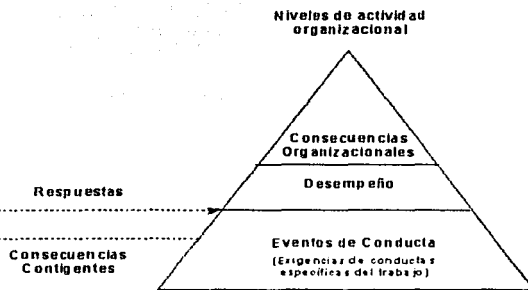 Niveles de actividad
organizacional
Consecuencias
Organizacionales
Desempeño
Respuestas
Eventos de Conducta
(Exigencias de conductas
específicas del trabajo)
Consecuencias
Contigentes